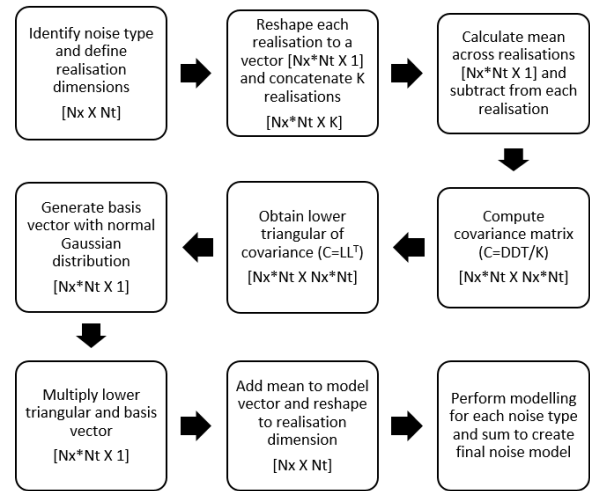 Identify noise type
and define
realisation
dimensions
[Nx X Nt]
Reshape each
realisation to a
vector [Nx*Nt X 1]
and concatenate K
realisations
[Nx*Nt X K]
Calculate mean
across realisations
[Nx*Nt X 1] and
subtract from each
realisation
Compute
covariance matrix
(C=DDT/K)
[Nx*Nt X Nx*Nt]
Obtain lower
triangular of
covariance (C=LLᵀ)
[Nx*Nt X Nx*Nt]
Generate basis
vector with normal
Gaussian
distribution
[Nx*Nt X 1]
Multiply lower
triangular and basis
vector
[Nx*Nt X 1]
Add mean to model
vector and reshape
to realisation
dimension
[Nx X Nt]
Perform modelling
for each noise type
and sum to create
final noise model